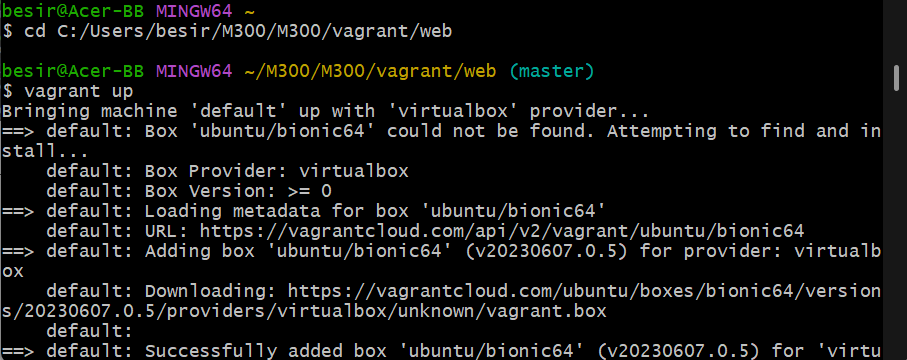 besir@Acer-BB MINGW64 ~
$ cd C:/Users/besir/M300/M300/vagrant/web
besir@Acer-BB MINGW64 ~/M300/M300/vagrant/web (master)
$ vagrant up
Bringing machine 'default' up with 'virtualbox' provider...
==> default: Box 'ubuntu/bionic64' could not be found. Attempting to find and in
stall...
    default: Box Provider: virtualbox
    default: Box Version: >= 0
==> default: Loading metadata for box 'ubuntu/bionic64'
    default: URL: https://vagrantcloud.com/api/v2/vagrant/ubuntu/bionic64
==> default: Adding box 'ubuntu/bionic64' (v20230607.0.5) for provider: virtualb
ox
    default: Downloading: https://vagrantcloud.com/ubuntu/boxes/bionic64/version
s/20230607.0.5/providers/virtualbox/unknown/vagrant.box
    default:
==> default: Successfully added box 'ubuntu/bionic64' (v20230607.0.5) for 'virtu